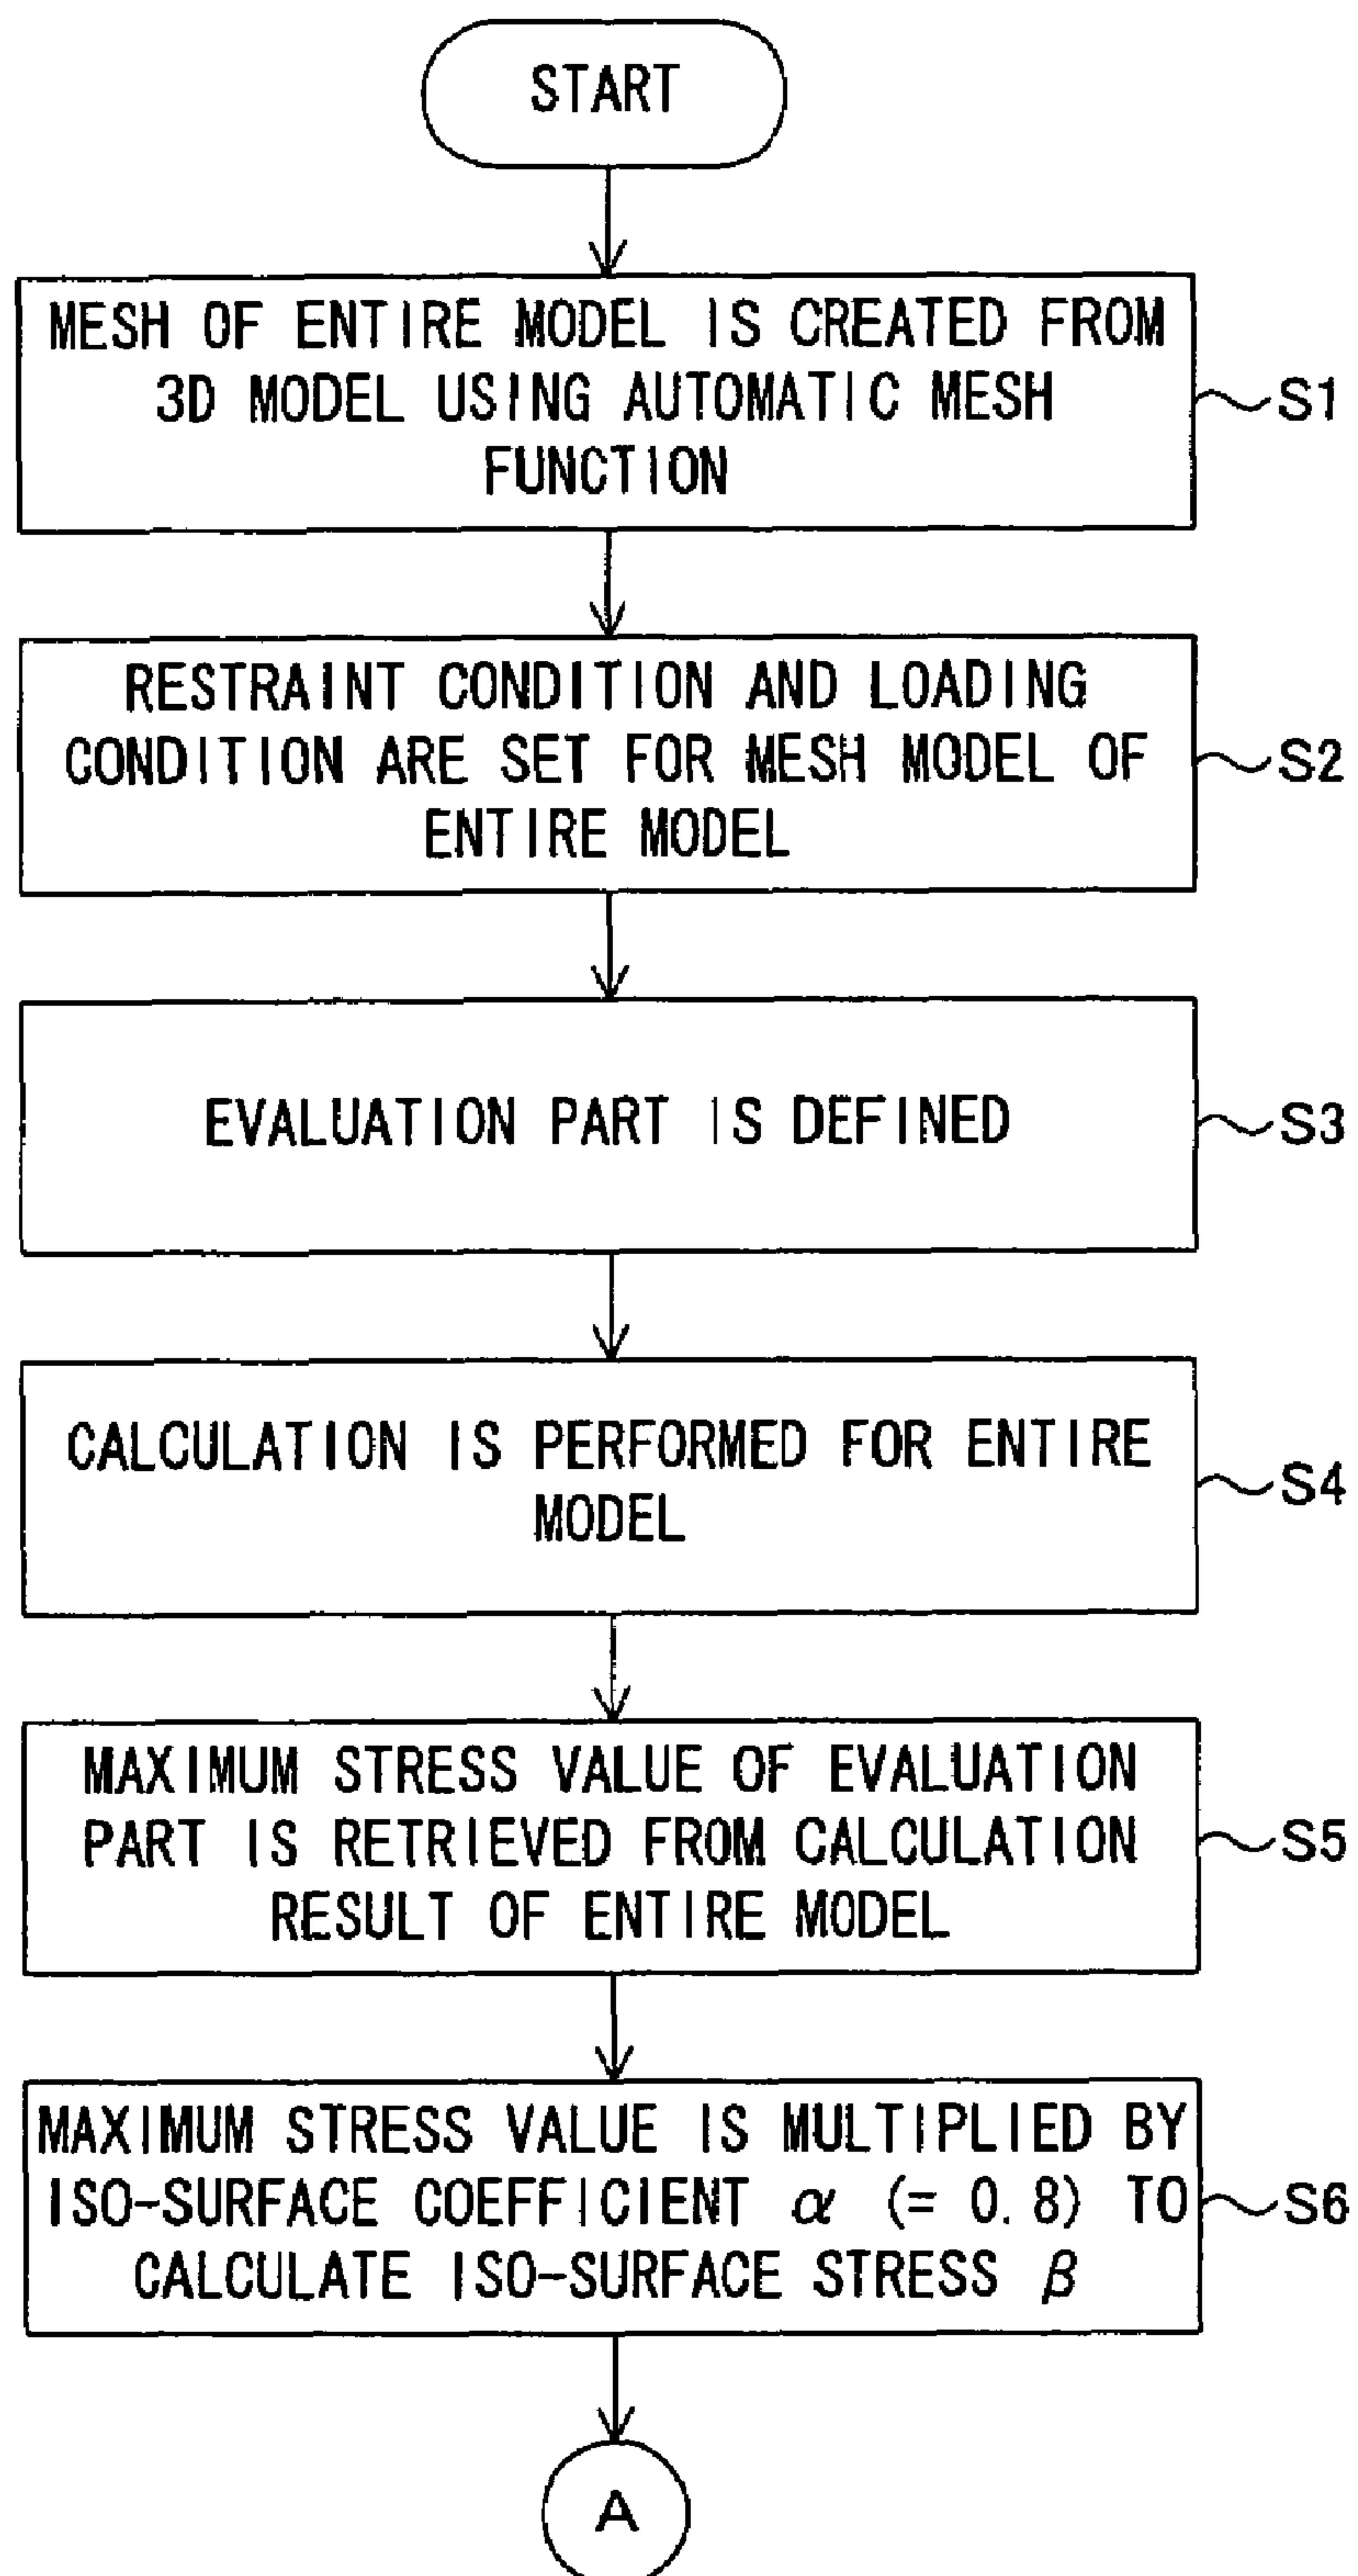 START
MESH OF ENTIRE MODEL IS CREATED FROM
3D MODEL USING AUTOMATIC MESH
FUNCTION
S1
RESTRAINT CONDITION AND LOADING
CONDITION ARE SET FOR MESH MODEL OF
ENTIRE MODEL
S2
EVALUATION PART IS DEFINED
S3
CALCULATION IS PERFORMED FOR ENTIRE
MODEL
S4
MAXIMUM STRESS VALUE OF EVALUATION
PART IS RETRIEVED FROM CALCULATION
RESULT OF ENTIRE MODEL
S5
MAXIMUM STRESS VALUE IS MULTIPLIED BY
ISO-SURFACE COEFFICIENT α (= 0.8) TO
CALCULATE ISO-SURFACE STRESS β
S6
A